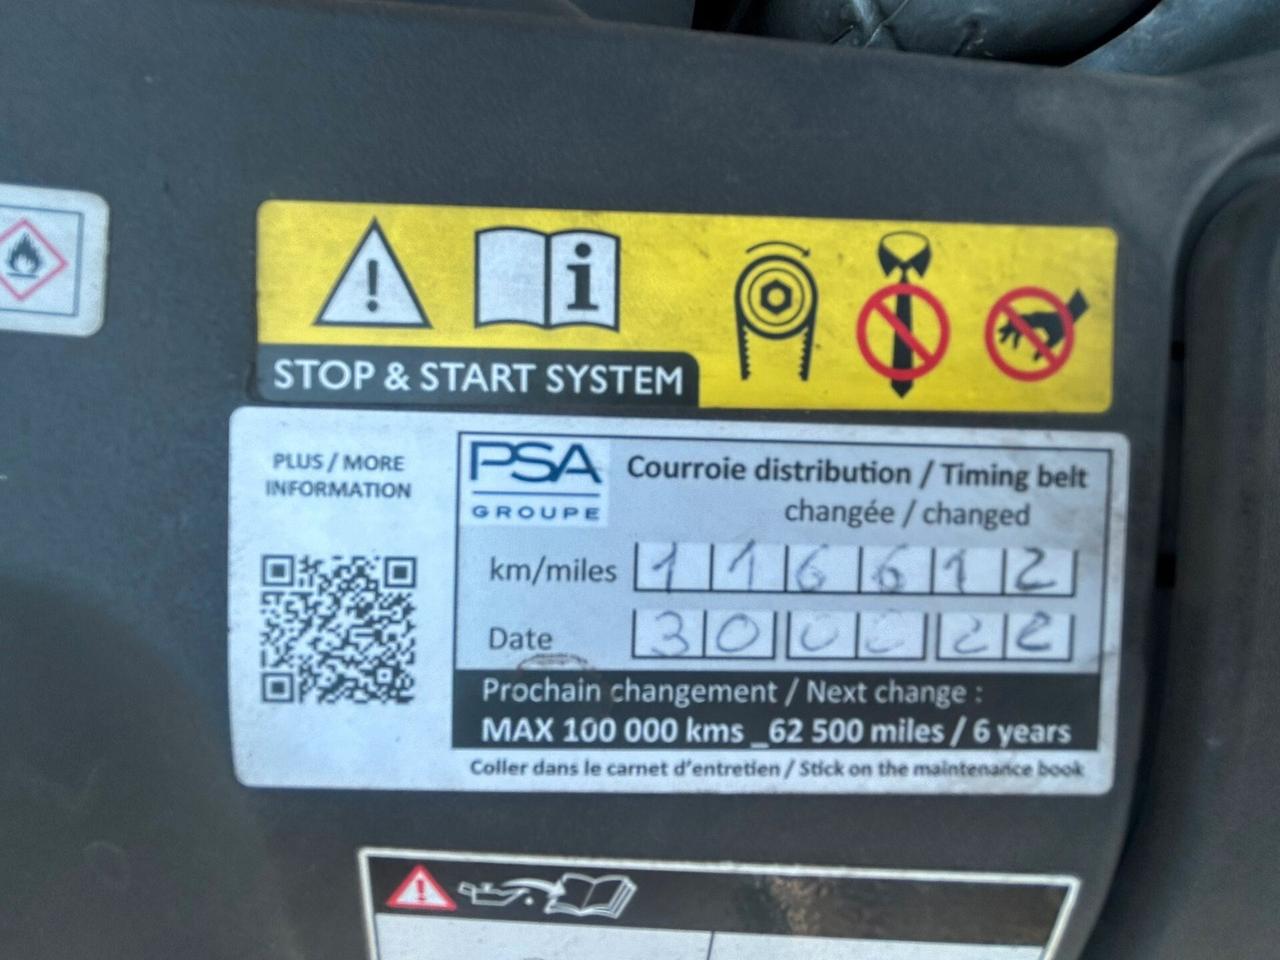 STOP & START SYSTEM
PLUS / MORE
INFORMATION
PSA
GROUPE
Courroie distribution / Timing belt
changée / changed
km/miles 116612
Date 30 22
Prochain changement / Next change :
MAX 100 000 kms _62 500 miles / 6 years
Coller dans le carnet d'entretien / Stick on the maintenance book